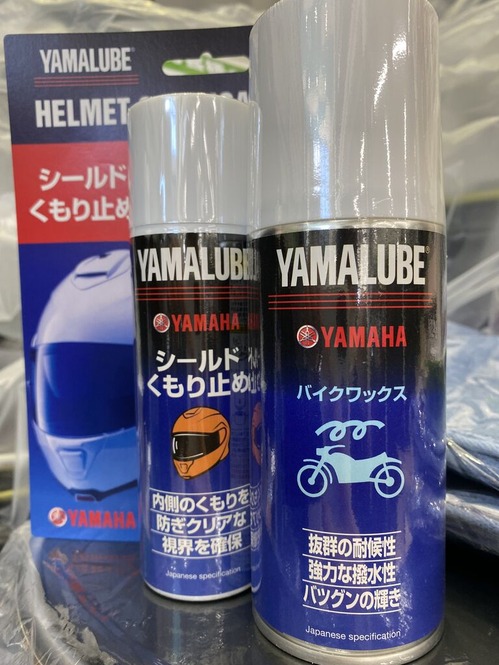 YAMALUBE
HELMET
シールド
くもり止め
YAMAHA
YAMALUBE
YAMAHA
シールド
くもり止め
内側のくもりを
防ぎクリアな
視界を確保
Japanese specification
YAMALUBE
YAMAHA
バイクワックス
抜群の耐候性
強力な撥水性
バツグンの輝き
Japanese specification